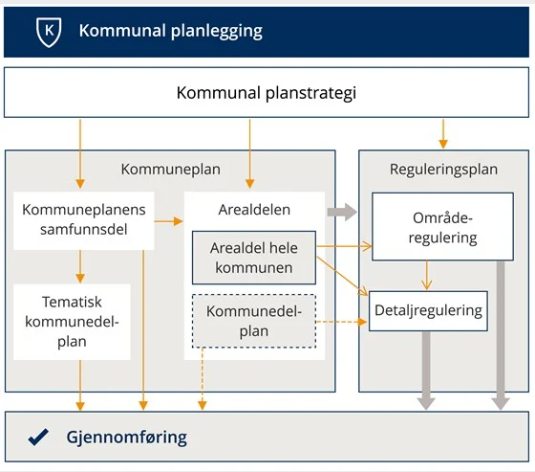 K
Kommunal planlegging
Kommunal planstrategi
Kommuneplan
Reguleringsplan
Kommuneplanens
samfunnsdel
Arealdelen
Område-
regulering
Arealdel hele
kommunen
Tematisk
kommunedel-
plan
Kommunedel-
plan
Detaljregulering
Gjennomføring